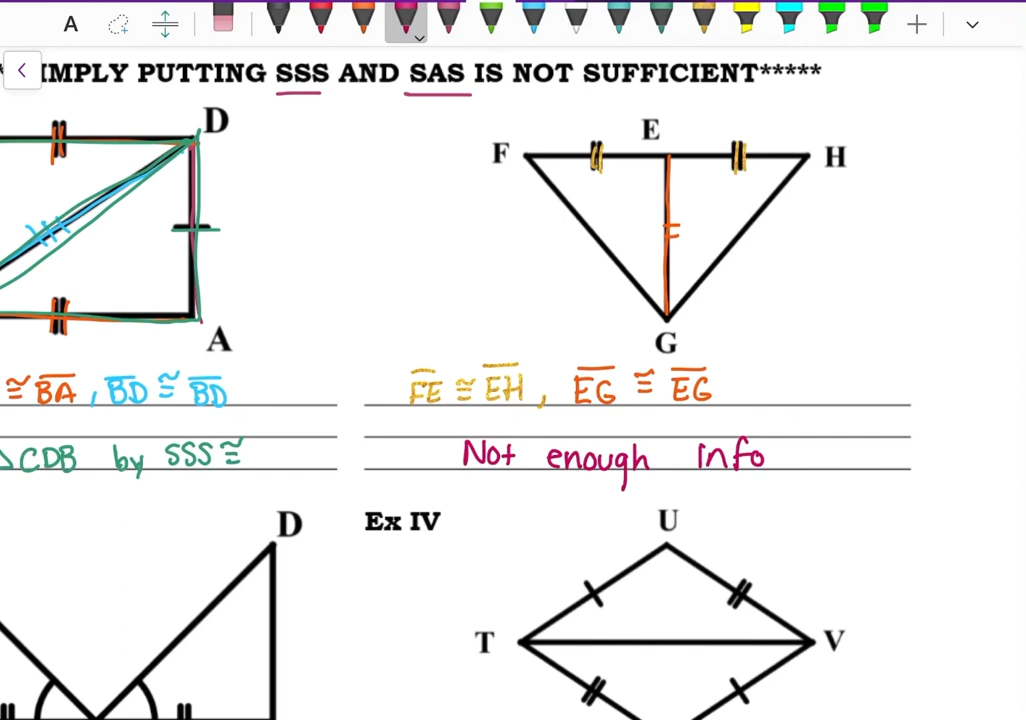 A
IMPLY PUTTING SSS AND SAS IS NOT SUFFICIENT*****
D
A
F E H
G
≅ BA, BD ≅ BD
△CDB by SSS≅
FE ≅ EH, EG ≅ EG
Not enough info
D
Ex IV
U
T V